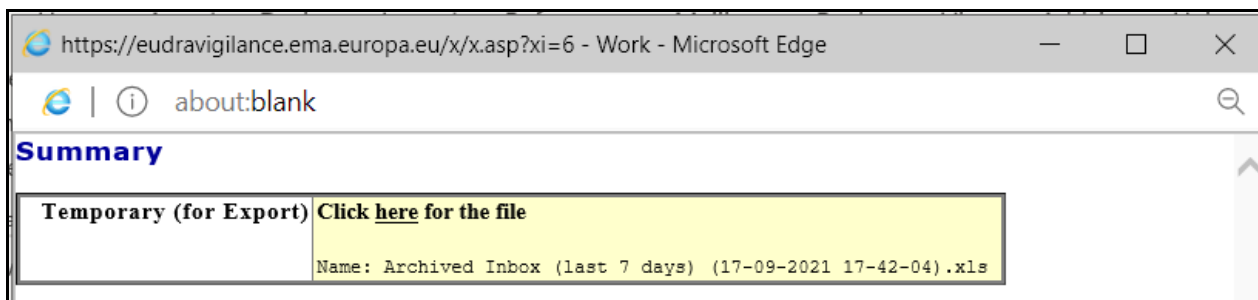 https://eudravigilance.ema.europa.eu/x/x.asp?xi=6 - Work - Microsoft Edge
about:blank
Summary
Temporary (for Export) Click here for the file
Name: Archived Inbox (last 7 days) (17-09-2021 17-42-04).xls